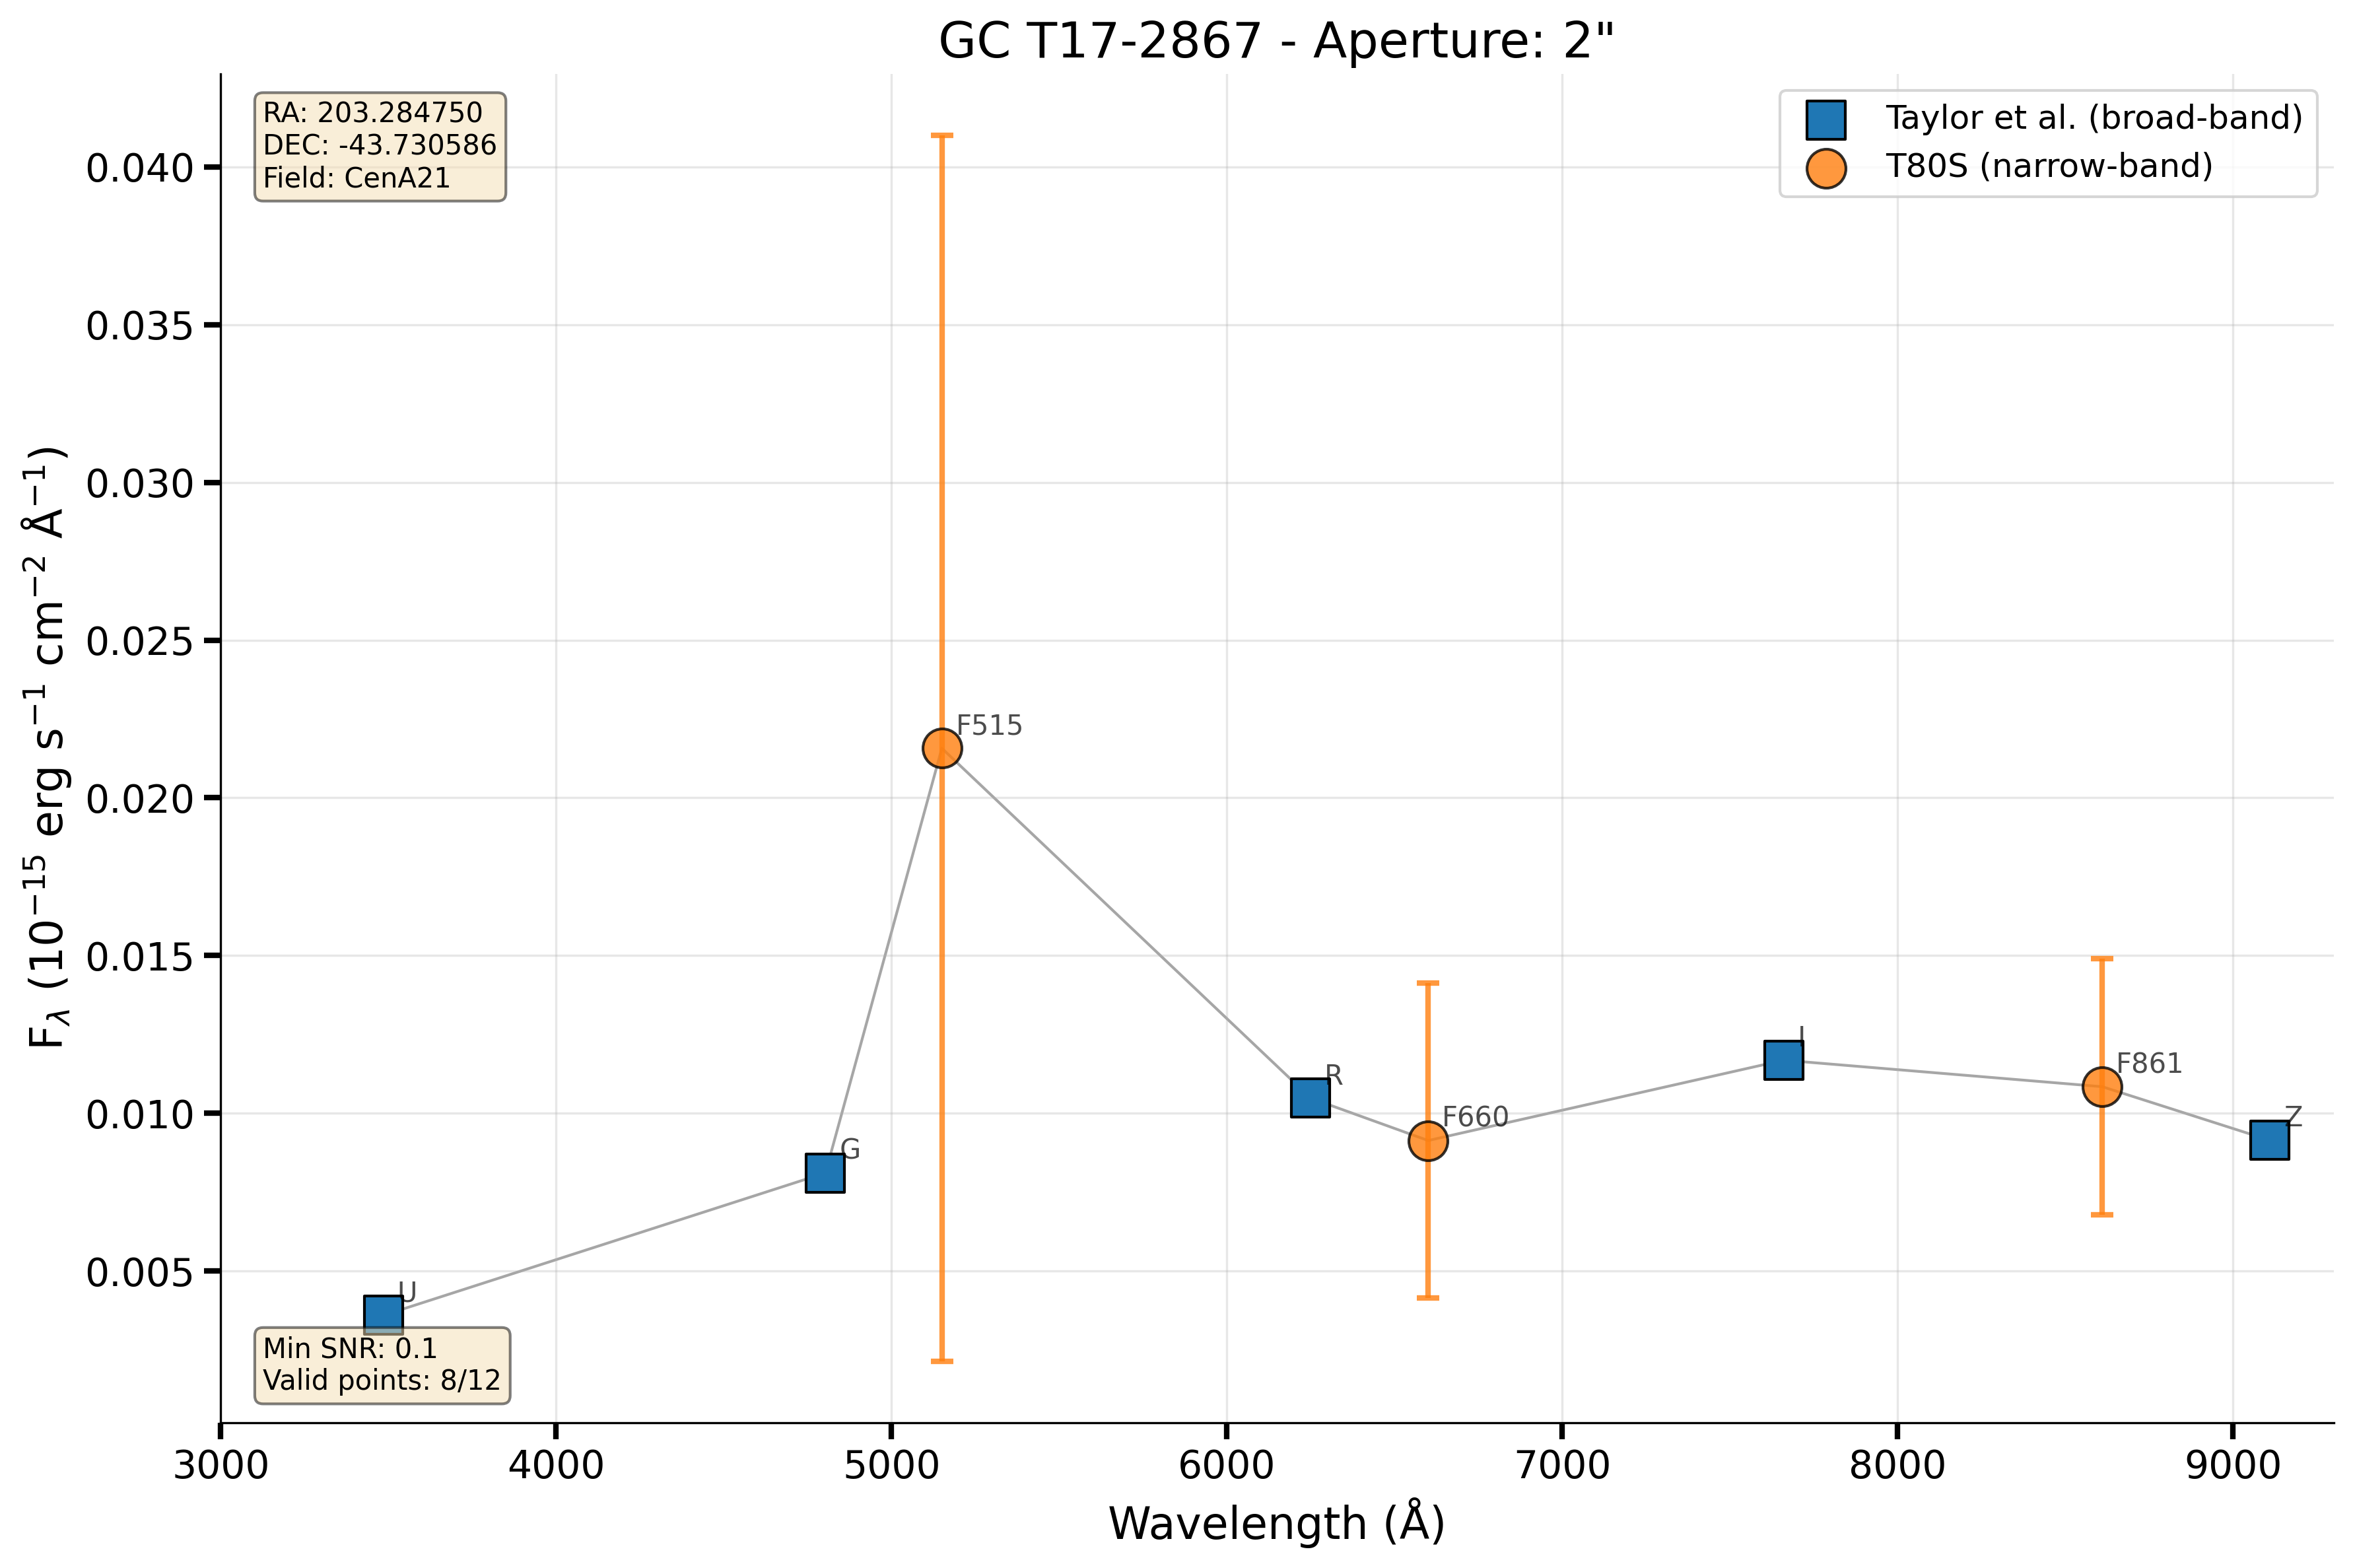 GC T17-2867 - Aperture: 2"
RA: 203.284750
DEC: -43.730586
Field: CenA21
Taylor et al. (broad-band)
T80S (narrow-band)
0.040
0.035
0.030
0.025
0.020
0.015
0.010
0.005
F_λ (10⁻¹⁵ erg s⁻¹ cm⁻² Å⁻¹)
F515
R
I
F861
F660
Z
G
U
Min SNR: 0.1
Valid points: 8/12
3000 4000 5000 6000 7000 8000 9000
Wavelength (Å)